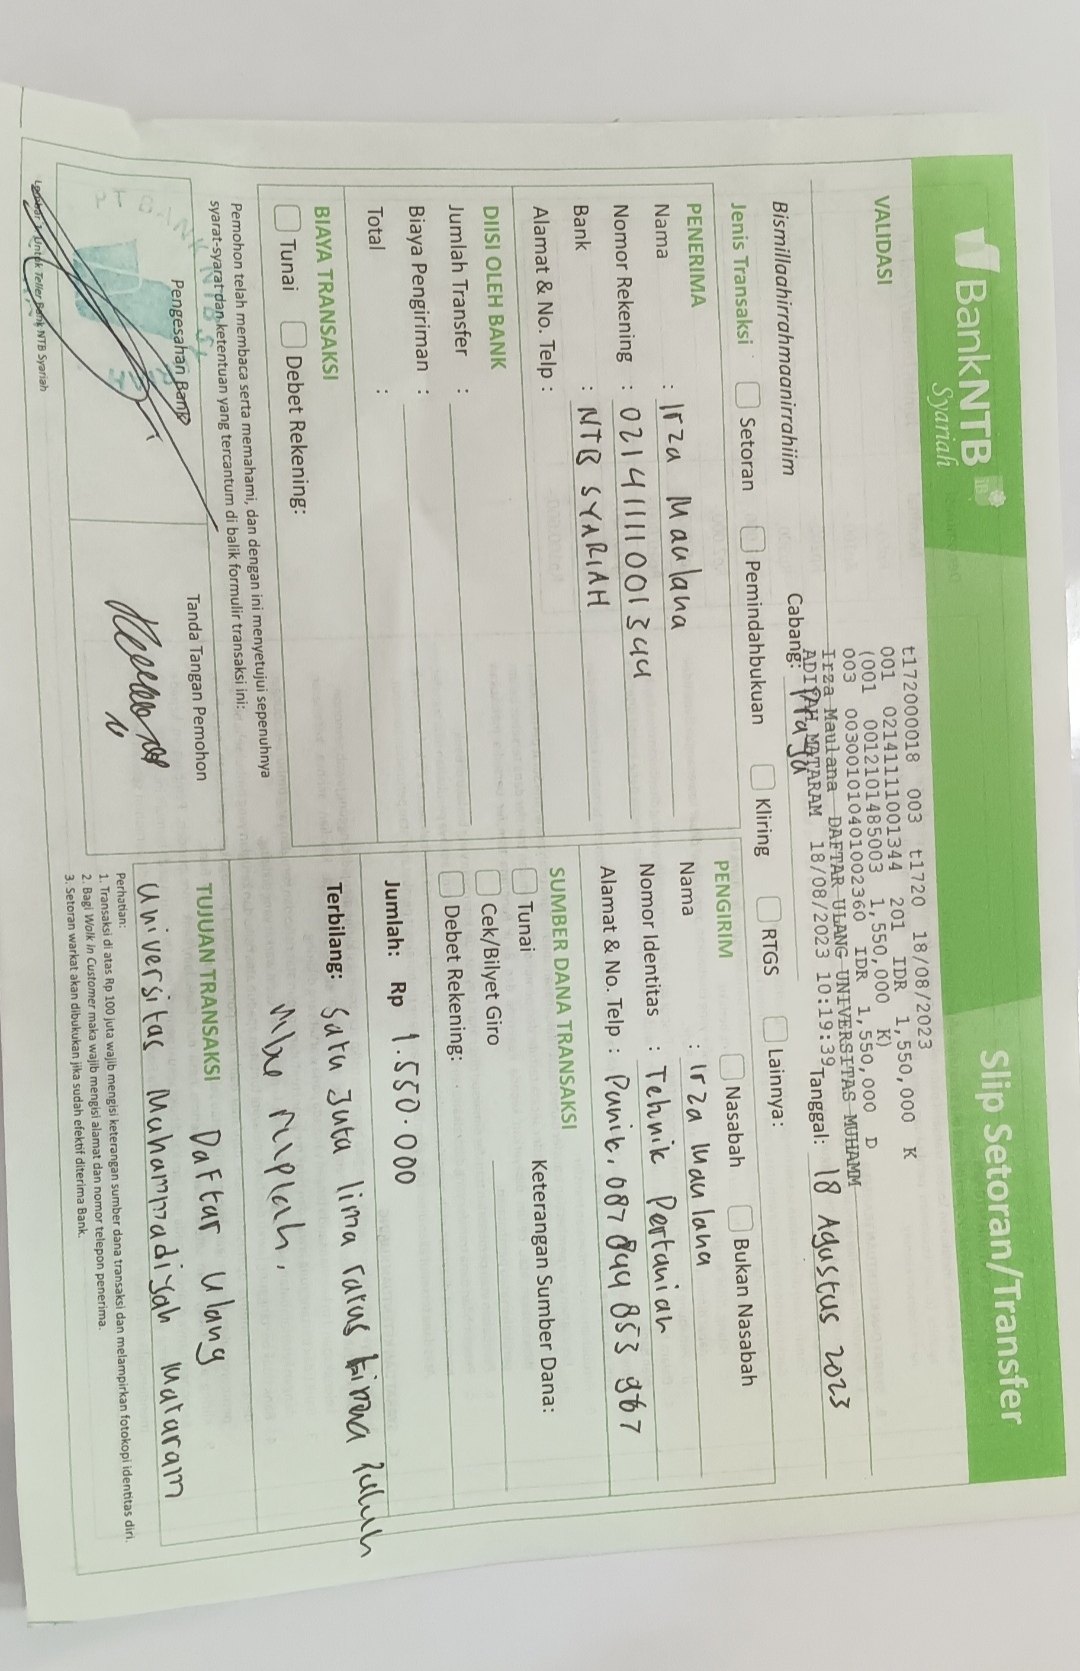 BankNTB
Syariah
Slip Setoran/Transfer
VALIDASI
t172000018 003 t1720 18/08/2023
001 0214111001344 201 IDR 1,550,000 K
(001 0012101485003 1,550,000 K)
003 003001010401002360 IDR 1,550,000 D
Irza Maulana DAFTAR ULANG UNIVERSITAS MUHAMM
ADIYAH MATARAM 18/08/2023 10:19:39
Bismillaahirrahmaanirrahiim
Cabang: Praya
Tanggal: 18 Agustus 2023
Jenis Transaksi Setoran Pemindahbukuan Kliring RTGS Lainnya:
PENERIMA
Nama : Irza Maulana
Nomor Rekening : 0214111001344
Bank : NTB SYARIAH
Alamat & No. Telp :
PENGIRIM Nasabah Bukan Nasabah
Nama : Irza Maulana
Nomor Identitas : Tehnik Pertanian
Alamat & No. Telp : 087 844 853 967
DIISI OLEH BANK
Jumlah Transfer :
Biaya Pengiriman :
Total :
SUMBER DANA TRANSAKSI
Tunai Keterangan Sumber Dana:
Cek/Bilyet Giro
Debet Rekening:
BIAYA TRANSAKSI
Tunai Debet Rekening:
Jumlah: Rp 1.550.000
Terbilang: Satu Juta lima ratus
Pemohon telah membaca serta memahami, dan dengan ini menyetujui sepenuhnya
syarat-syarat dan ketentuan yang tercantum di balik formulir transaksi ini:
Pengesahan Bank
Tanda Tangan Pemohon
TUJUAN TRANSAKSI Daftar Ulang
Universitas Muhammadiyah Mataram
Perhatian:
1. Transaksi di atas Rp 100 juta wajib mengisi keterangan sumber dana transaksi dan melampirkan fotokopi identitas diri.
2. Bagi Walk In Customer maka wajib mengisi alamat dan nomor telepon penerima.
3. Setoran warkat akan dibukukan jika sudah efektif diterima Bank.
Lembar 1: Untuk Teller Bank NTB Syariah